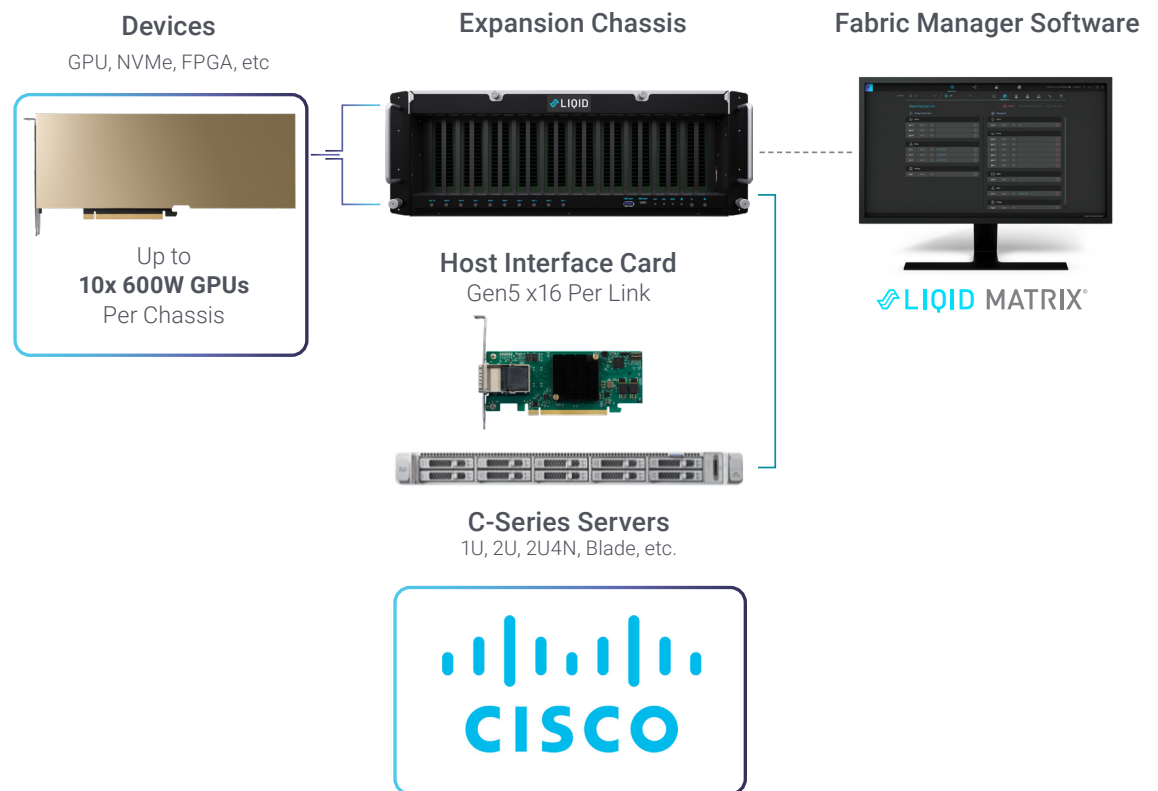 Devices
GPU, NVMe, FPGA, etc
Up to
10x 600W GPUs
Per Chassis
Expansion Chassis
LIQID
Host Interface Card
Gen5 x16 Per Link
C-Series Servers
1U, 2U, 2U4N, Blade, etc.
CISCO
Fabric Manager Software
LIQID MATRIX®